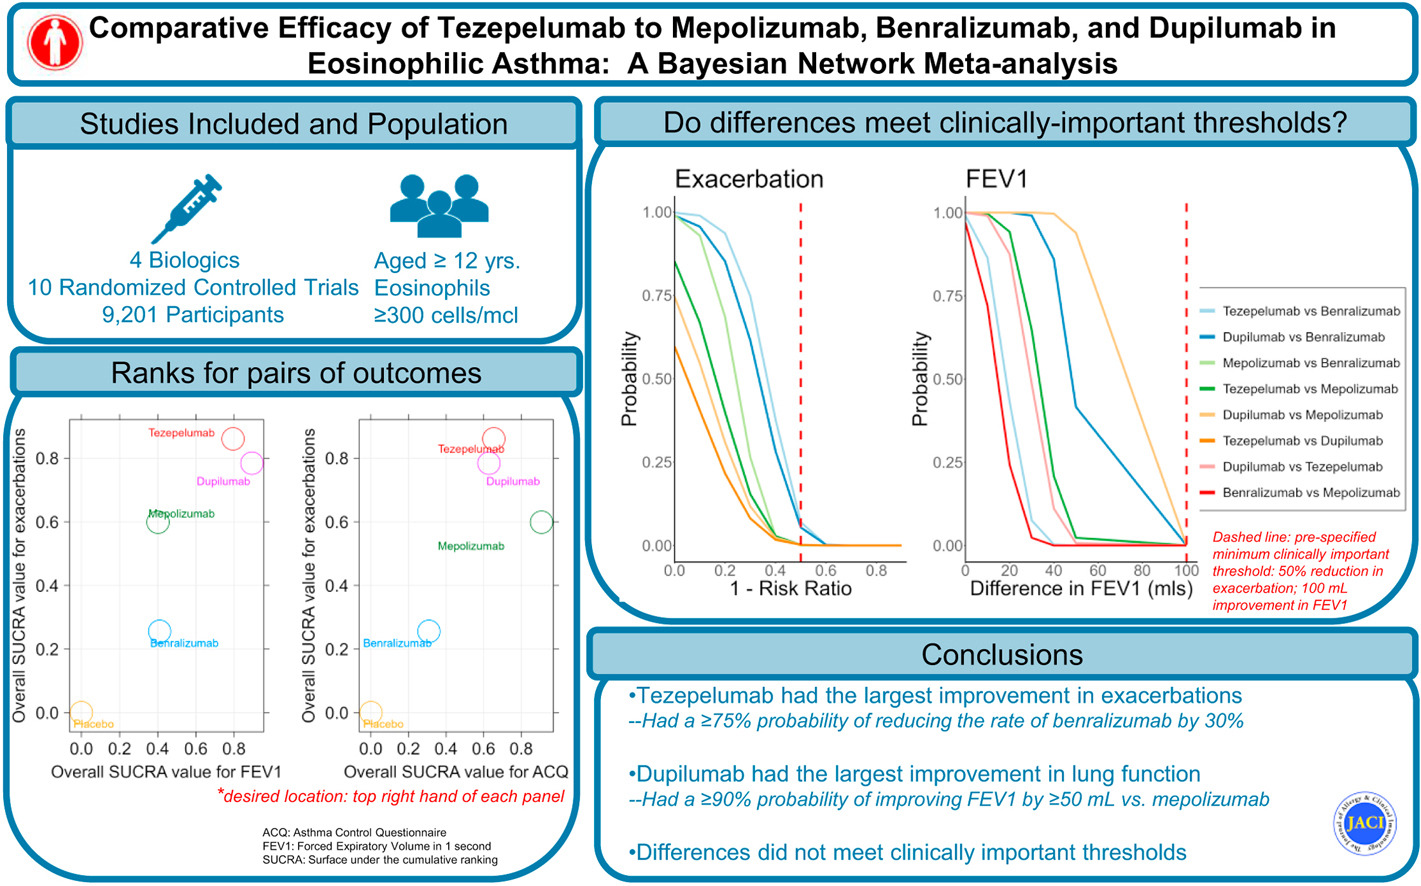 Comparative Efficacy of Tezepelumab to Mepolizumab, Benralizumab, and Dupilumab in
Eosinophilic Asthma: A Bayesian Network Meta-analysis
Studies Included and Population
4 Biologics
10 Randomized Controlled Trials
9,201 Participants
Aged ≥ 12 yrs.
Eosinophils
≥300 cells/mcl
Ranks for pairs of outcomes
Overall SUCRA value for exacerbations
0.8
0.6
0.4
0.2
0.0
Tezepelumab
Dupilumab
Mepolizumab
Benralizumab
Placebo
0.0 0.2 0.4 0.6 0.8
Overall SUCRA value for FEV1
Overall SUCRA value for exacerbations
0.8
0.6
0.4
0.2
0.0
Tezepelumab
Dupilumab
Mepolizumab
Benralizumab
Placebo
0.0 0.2 0.4 0.6 0.8
Overall SUCRA value for ACQ
*desired location: top right hand of each panel
ACQ: Asthma Control Questionnaire
FEV1: Forced Expiratory Volume in 1 second
SUCRA: Surface under the cumulative ranking
Do differences meet clinically-important thresholds?
Exacerbation
Probability
1.00
0.75
0.50
0.25
0.00
0.0 0.2 0.4 0.6 0.8
1 - Risk Ratio
FEV1
Probability
1.00
0.75
0.50
0.25
0.00
0 20 40 60 80 100
Difference in FEV1 (mls)
Tezepelumab vs Benralizumab
Dupilumab vs Benralizumab
Mepolizumab vs Benralizumab
Tezepelumab vs Mepolizumab
Dupilumab vs Mepolizumab
Tezepelumab vs Dupilumab
Dupilumab vs Tezepelumab
Benralizumab vs Mepolizumab
Dashed line: pre-specified
minimum clinically important
threshold: 50% reduction in
exacerbation; 100 mL
improvement in FEV1
Conclusions
•Tezepelumab had the largest improvement in exacerbations
--Had a ≥75% probability of reducing the rate of benralizumab by 30%
•Dupilumab had the largest improvement in lung function
--Had a ≥90% probability of improving FEV1 by ≥50 mL vs. mepolizumab
•Differences did not meet clinically important thresholds
The Journal of Allergy & Clinical Immunology
JACI